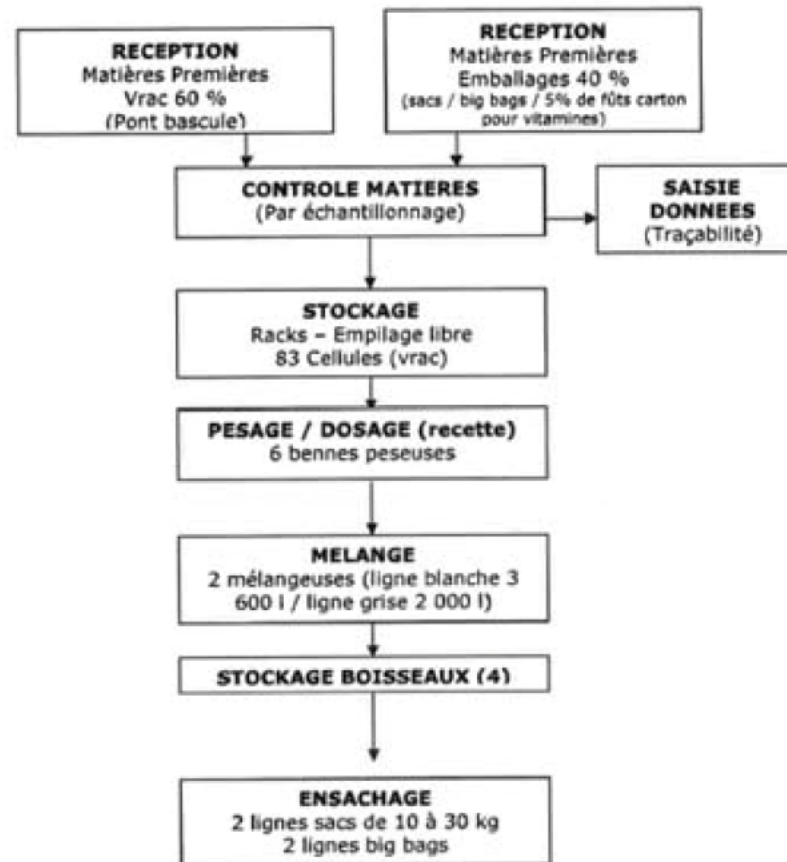 RECEPTION
Matières Premières
Vrac 60 %
(Pont bascule)
RECEPTION
Matières Premières
Emballages 40 %
(sacs / big bags / 5% de fûts carton
pour vitamines)
CONTROLE MATIERES
(Par échantillonnage)
SAISIE
DONNEES
(Traçabilité)
STOCKAGE
Racks – Empilage libre
83 Cellules (vrac)
PESAGE / DOSAGE (recette)
6 bennes peseuses
MELANGE
2 mélangeuses (ligne blanche 3
600 l / ligne grise 2 000 l)
STOCKAGE BOISSEAUX (4)
ENSACHAGE
2 lignes sacs de 10 à 30 kg
2 lignes big bags